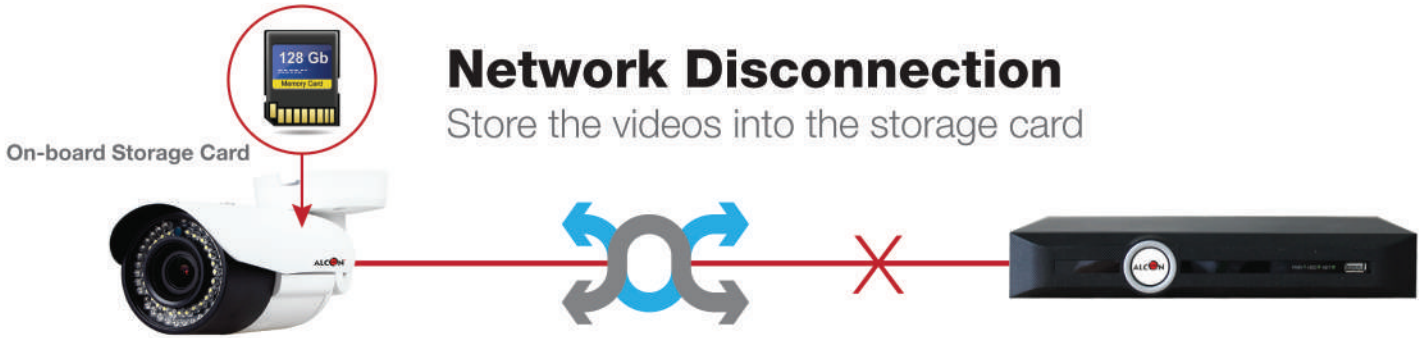 128 Gb
Memory Card
Network Disconnection
Store the videos into the storage card
On-board Storage Card
ALCON
ALCON